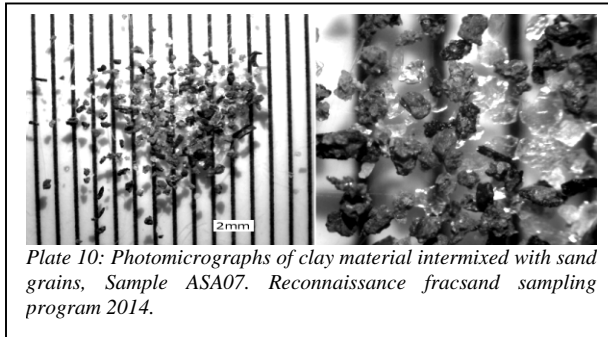 2mm
Plate 10: Photomicrographs of clay material intermixed with sand
grains, Sample ASA07. Reconnaissance fracsand sampling
program 2014.